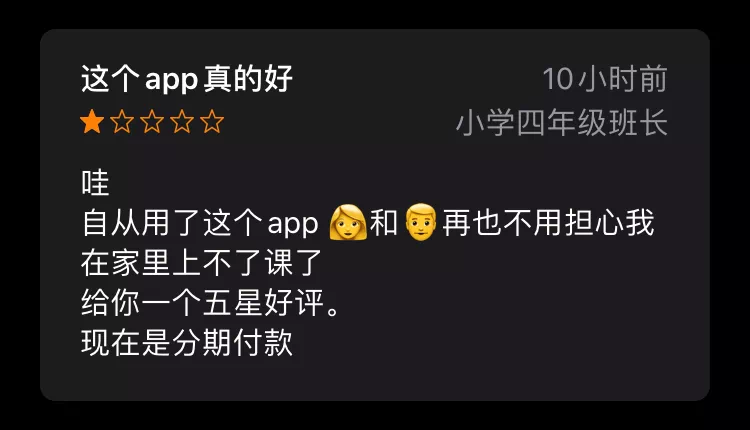 这个app真的好
10小时前
小学四年级班长
哇
自从用了这个app 👩和👨再也不用担心我
在家里上不了课了
给你一个五星好评。
现在是分期付款